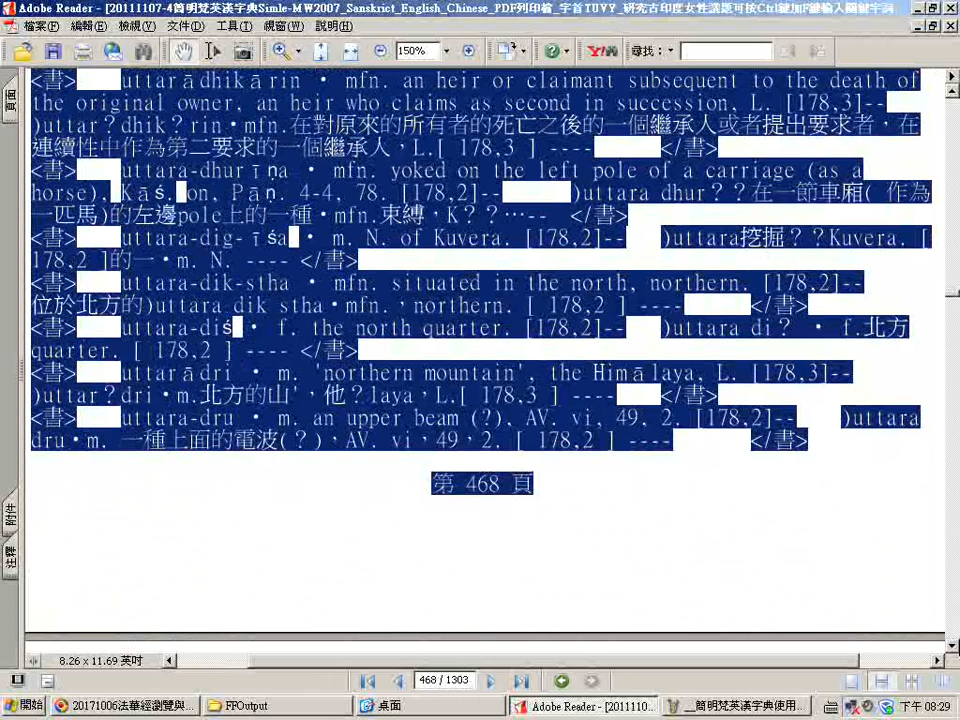 Adobe Reader - [20111107-4簡明梵英漢字典Simle-MW2007_Sanskrict_English_Chinese_PDF列印檔_字首TUVY_研究古印度女性議題可按Ctrl鍵加F鍵輸入關鍵字詞
檔案(F) 編輯(E) 檢視(V) 文件(D) 工具(T) 視窗(W) 說明(H)
150% Y! 尋找：
頁面
<書> uttarādhikārin · mfn. an heir or claimant subsequent to the death of
the original owner, an heir who claims as second in succession, L. [178,3]--
)uttar？dhik？rin·mfn.在對原來的所有者的死亡之後的一個繼承人或者提出要求者，在
連續性中作為第二要求的一個繼承人，L.[ 178,3 ] ---- </書>
<書> uttara-dhurīṇa · mfn. yoked on the left pole of a carriage (as a
horse), Kāś. on, Pāṇ. 4-4, 78. [178,2]-- )uttara dhur？？在一節車廂( 作為
一匹馬)的左邊pole上的一種·mfn.束縛，K？？…-- </書>
<書> uttara-dig- īśa · m. N. of Kuvera. [178,2]-- )uttara挖掘？？Kuvera. [
178,2 ]的一·m. N. ---- </書>
<書> uttara-dik-stha · mfn. situated in the north, northern. [178,2]--
位於北方的)uttara dik stha·mfn.，northern. [ 178,2 ] ---- </書>
<書> uttara-diś · f. the north quarter. [178,2]-- )uttara di？ · f.北方
quarter. [ 178,2 ] ---- </書>
<書> uttarādri · m. 'northern mountain', the Himālaya, L. [178,3]--
)uttar？dri·m.北方的山'，他？laya，L.[ 178,3 ] ---- </書>
<書> uttara-dru · m. an upper beam (?), AV. vi, 49, 2. [178,2]-- )uttara
dru·m. 一種上面的電波(？)，AV. vi，49，2. [ 178,2 ] ---- </書>
第 468 頁
附件
注釋
8.26 x 11.69 英吋
468 / 1303
開始 20171006法華經瀏覽與... FFOutput 桌面 Adobe Reader - [2011110... __簡明梵英字典使用... 下午 08:29